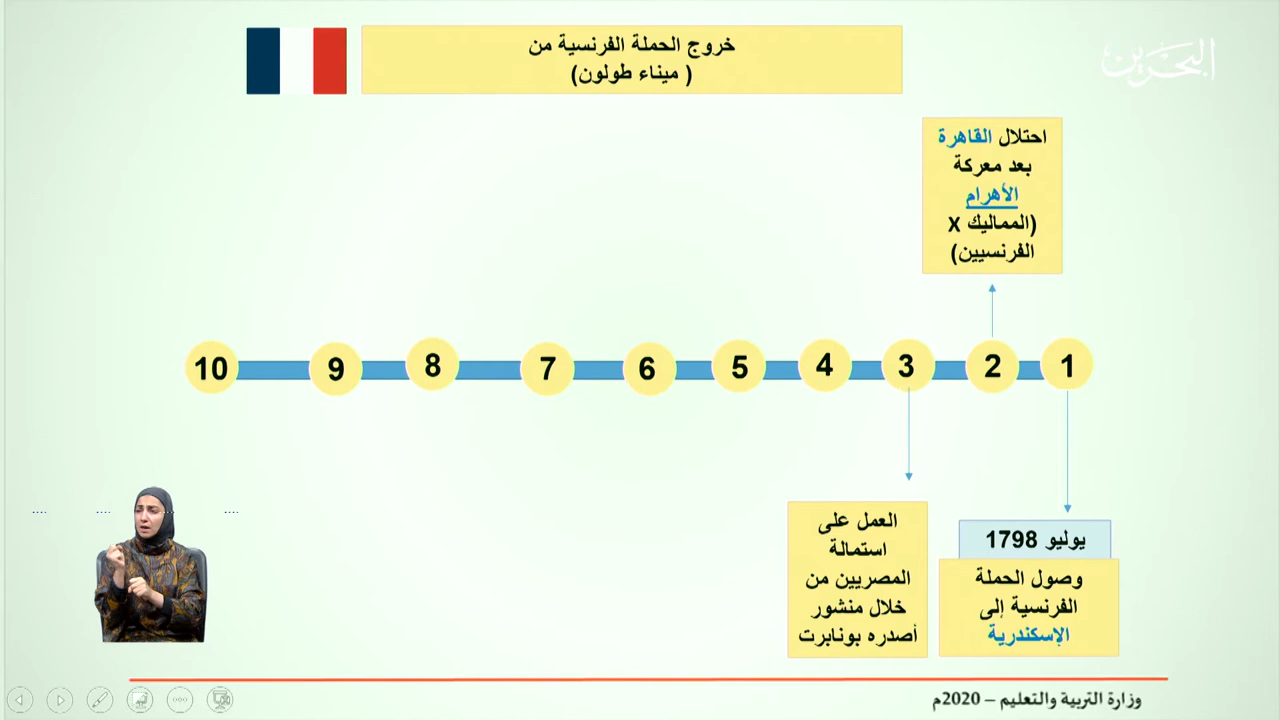 خروج الحملة الفرنسية من
( ميناء طولون)
البحرين
احتلال القاهرة
بعد معركة
الأهرام
(المماليك X
الفرنسيين)
1
2
3
4
5
6
7
8
9
10
يوليو 1798
وصول الحملة
الفرنسية إلى
الإسكندرية
العمل على
استمالة
المصريين من
خلال منشور
أصدره بونابرت
وزارة التربية والتعليم – 2020م